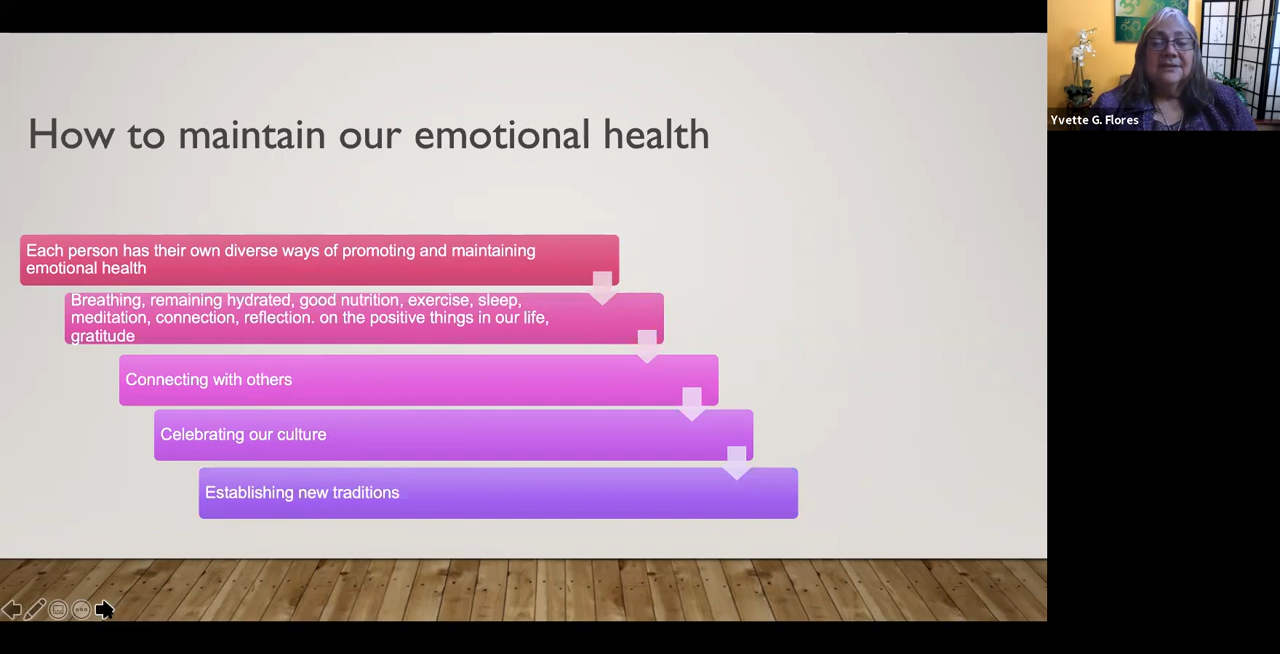 How to maintain our emotional health
Each person has their own diverse ways of promoting and maintaining
emotional health
Breathing, remaining hydrated, good nutrition, exercise, sleep,
meditation, connection, reflection. on the positive things in our life,
gratitude
Connecting with others
Celebrating our culture
Establishing new traditions
Yvette G. Flores